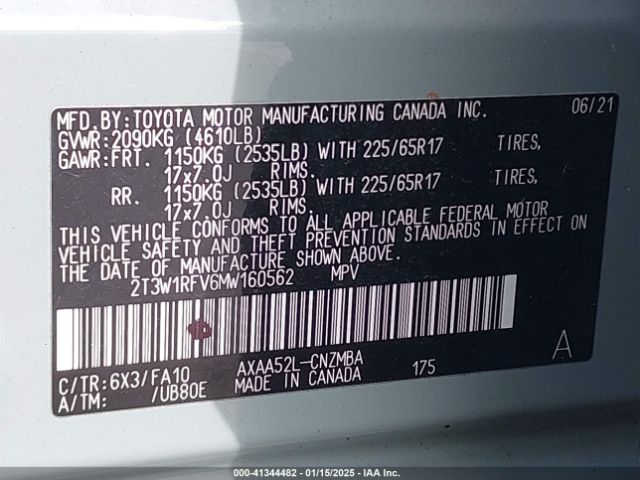 MFD. BY: TOYOTA MOTOR MANUFACTURING CANADA INC. 06/21
GVWR: 2090KG (4610LB)
GAWR: FRT. 1150KG (2535LB) WITH 225/65R17 TIRES,
17x7.0J RIMS.
RR. 1150KG (2535LB) WITH 225/65R17 TIRES,
17x7.0J RIMS.
THIS VEHICLE CONFORMS TO ALL APPLICABLE FEDERAL MOTOR
VEHICLE SAFETY AND THEFT PREVENTION STANDARDS IN EFFECT ON
THE DATE OF MANUFACTURE SHOWN ABOVE.
2T3W1RFV6MW160562 MPV
C/TR: 6X3/FA10 AXAA52L-CNZMBA 175 A
A/TM: /UB80E MADE IN CANADA
000-41344482 - 01/15/2025 - IAA Inc.